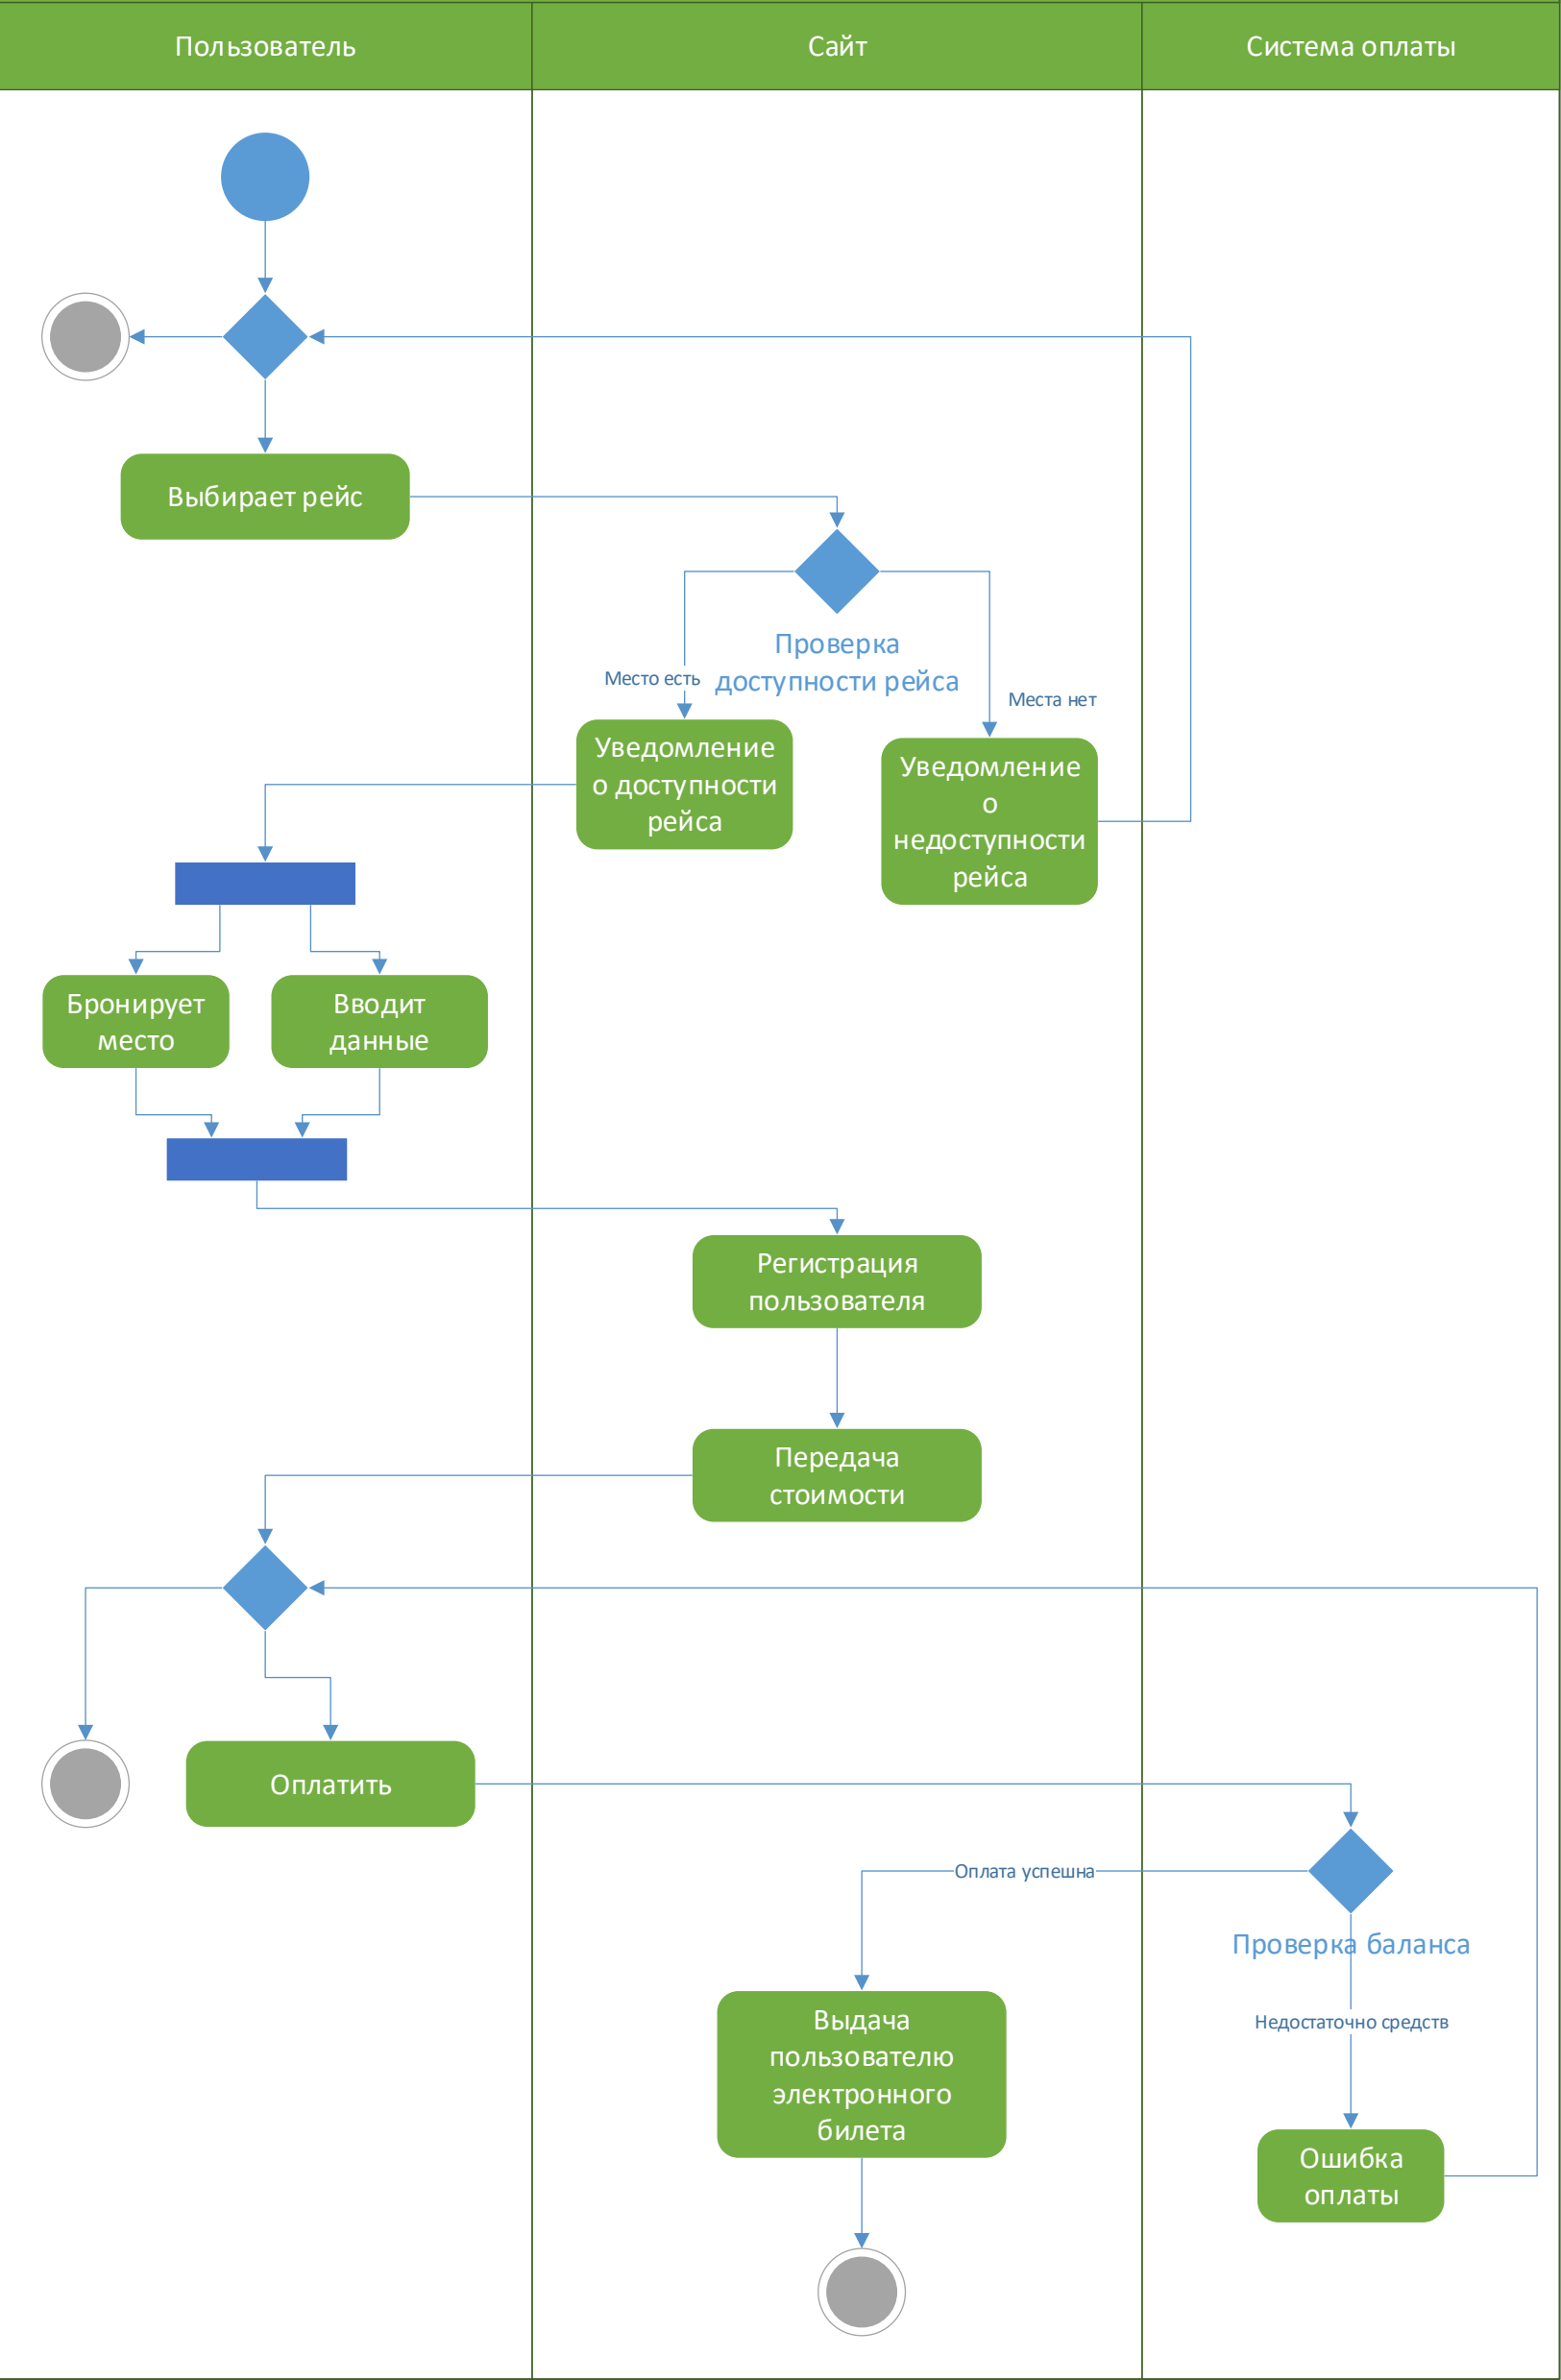 Пользователь
Сайт
Система оплаты
Выбирает рейс
Проверка
доступности рейса
Место есть
Места нет
Уведомление
о доступности
рейса
Уведомление
о
недоступности
рейса
Бронирует
место
Вводит
данные
Регистрация
пользователя
Передача
стоимости
Оплатить
Оплата успешна
Проверка баланса
Недостаточно средств
Выдача
пользователю
электронного
билета
Ошибка
оплаты